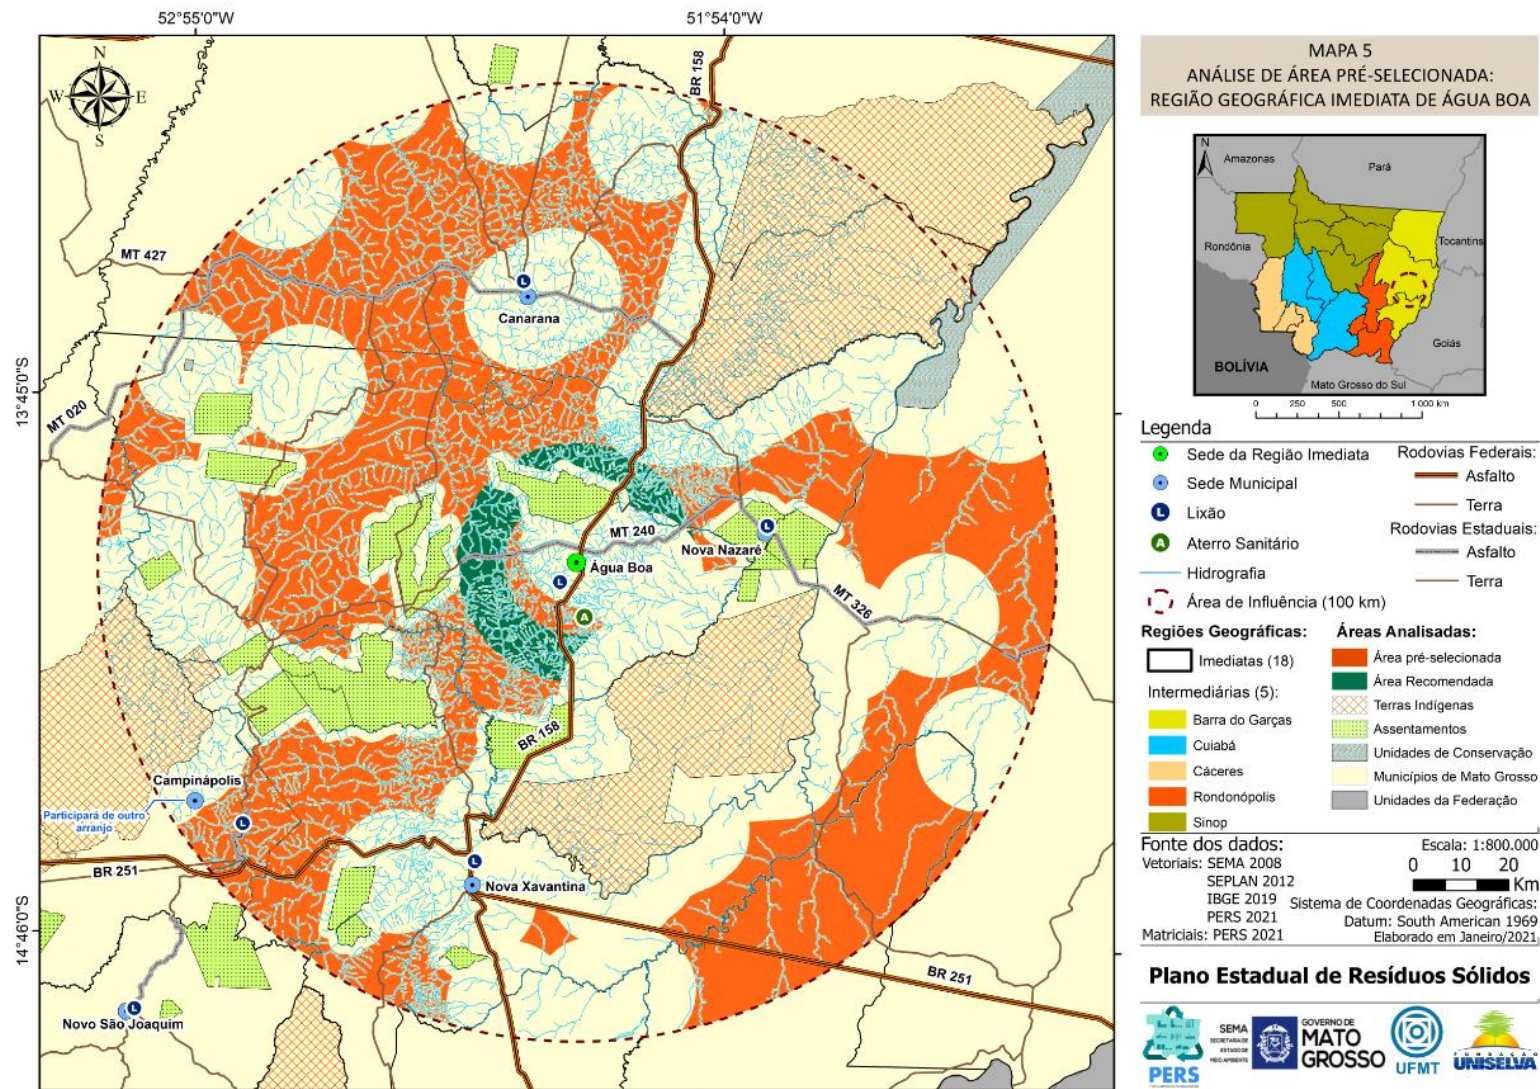 52°55'0"W
51°54'0"W
13°45'0"S
14°46'0"S
N
W
E
S
BR 158
MT 427
Canarana
MT 020
MT 240
Nova Nazaré
Água Boa
MT 326
BR 158
Campinápolis
Participará de outro
arranjo
BR 251
Nova Xavantina
BR 251
Novo São Joaquim
L
L
L
L
L
L
A
MAPA 5
ANÁLISE DE ÁREA PRÉ-SELECIONADA:
REGIÃO GEOGRÁFICA IMEDIATA DE ÁGUA BOA
N
Amazonas
Pará
Rondônia
Tocantins
Goiás
BOLÍVIA
Mato Grosso do Sul
0 250 500 1000 km
Legenda
Sede da Região Imediata
Sede Municipal
L Lixão
A Aterro Sanitário
Hidrografia
Área de Influência (100 km)
Rodovias Federais:
Asfalto
Terra
Rodovias Estaduais:
Asfalto
Terra
Regiões Geográficas:
Imediatas (18)
Intermediárias (5):
Barra do Garças
Cuiabá
Cáceres
Rondonópolis
Sinop
Áreas Analisadas:
Área pré-selecionada
Área Recomendada
Terras Indígenas
Assentamentos
Unidades de Conservação
Municípios de Mato Grosso
Unidades da Federação
Fonte dos dados:
Vetoriais: SEMA 2008
SEPLAN 2012
IBGE 2019
PERS 2021
Matriciais: PERS 2021
Escala: 1:800.000
0 10 20
Km
Sistema de Coordenadas Geográficas:
Datum: South American 1969
Elaborado em Janeiro/2021
Plano Estadual de Resíduos Sólidos
PERS
SEMA
SECRETARIA DE
ESTADO DE
MEIO AMBIENTE
GOVERNO DE
MATO
GROSSO
UFMT
FUNDAÇÃO
UNISELVA